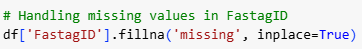 # Handling missing values in FastagID
df['FastagID'].fillna('missing', inplace=True)